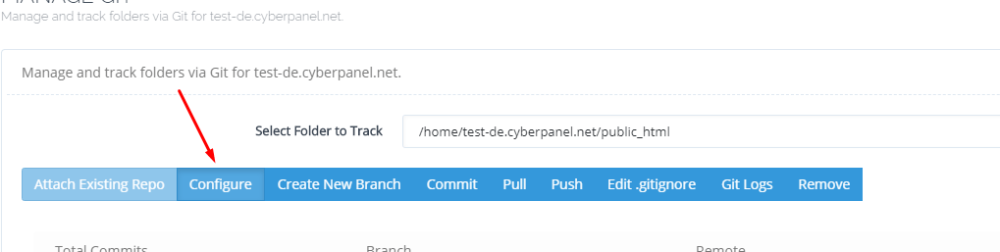 MANAGE GIT
Manage and track folders via Git for test-de.cyberpanel.net.
Manage and track folders via Git for test-de.cyberpanel.net.
Select Folder to Track /home/test-de.cyberpanel.net/public_html
Attach Existing Repo Configure Create New Branch Commit Pull Push Edit .gitignore Git Logs Remove
Total Commits Branch Remote